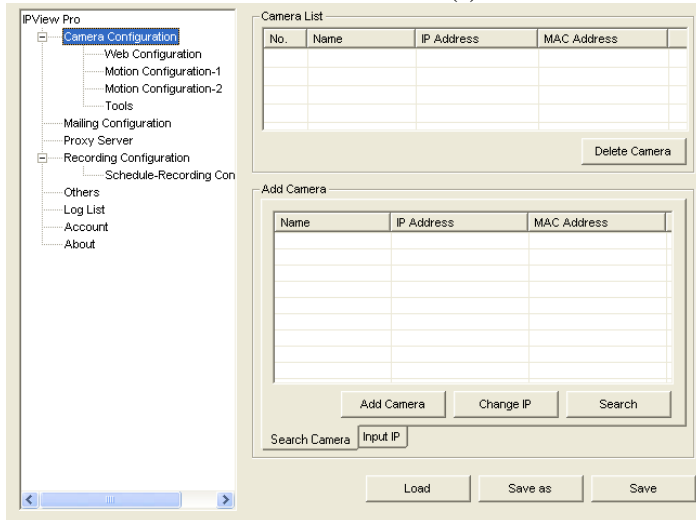 IPView Pro
Camera Configuration
Web Configuration
Motion Configuration-1
Motion Configuration-2
Tools
Mailing Configuration
Proxy Server
Recording Configuration
Schedule-Recording Con
Others
Log List
Account
About
Camera List
No. Name IP Address MAC Address
Delete Camera
Add Camera
Name IP Address MAC Address
Add Camera Change IP Search
Search Camera Input IP
Load Save as Save